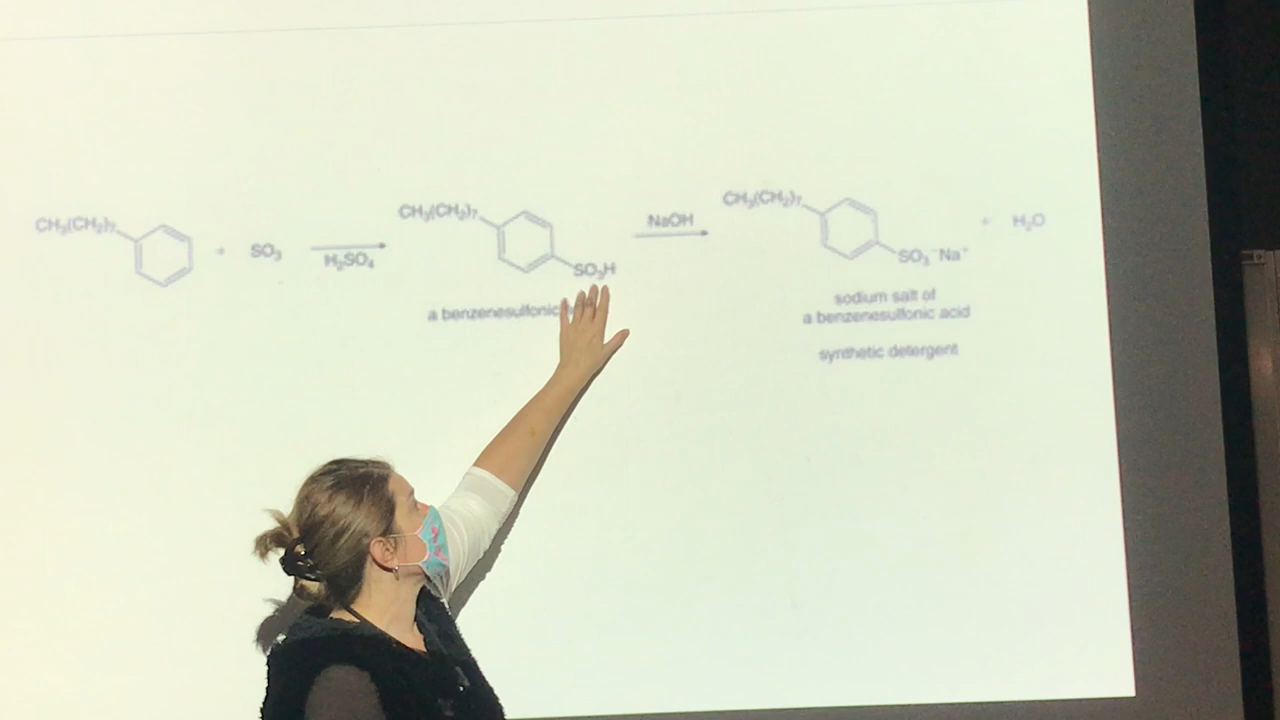 CH₃(CH₂)₇
+
SO₃
H₂SO₄
CH₃(CH₂)₇
SO₃H
a benzenesulfonic
NaOH
CH₃(CH₂)₇
SO₃⁻Na⁺
+
H₂O
sodium salt of
a benzenesulfonic acid
synthetic detergent